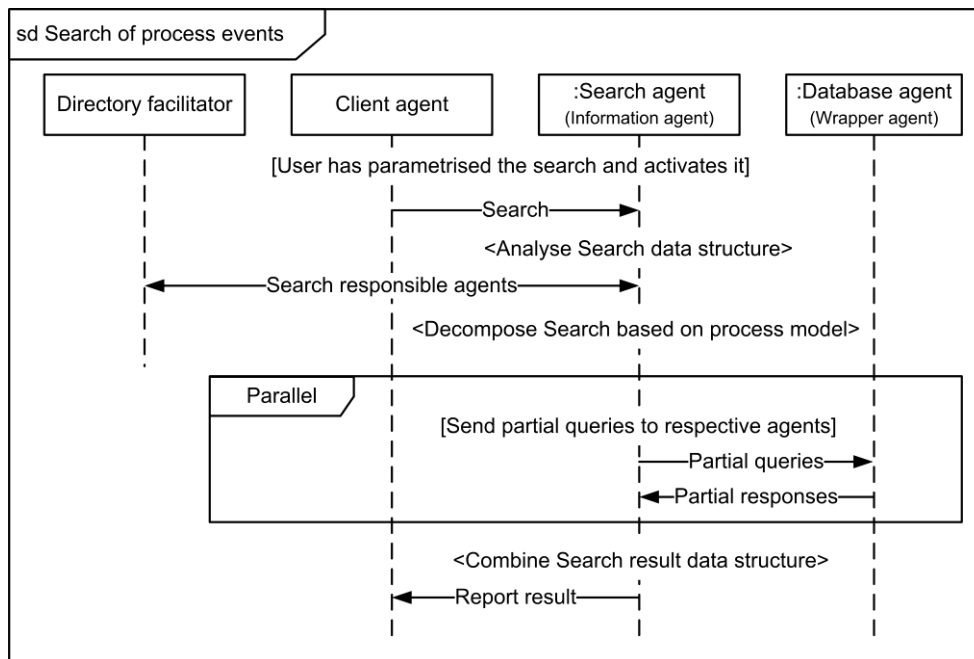 sd Search of process events
Directory facilitator
Client agent
:Search agent
(Information agent)
:Database agent
(Wrapper agent)
[User has parametrised the search and activates it]
Search
<Analyse Search data structure>
Search responsible agents
<Decompose Search based on process model>
Parallel
[Send partial queries to respective agents]
Partial queries
Partial responses
<Combine Search result data structure>
Report result